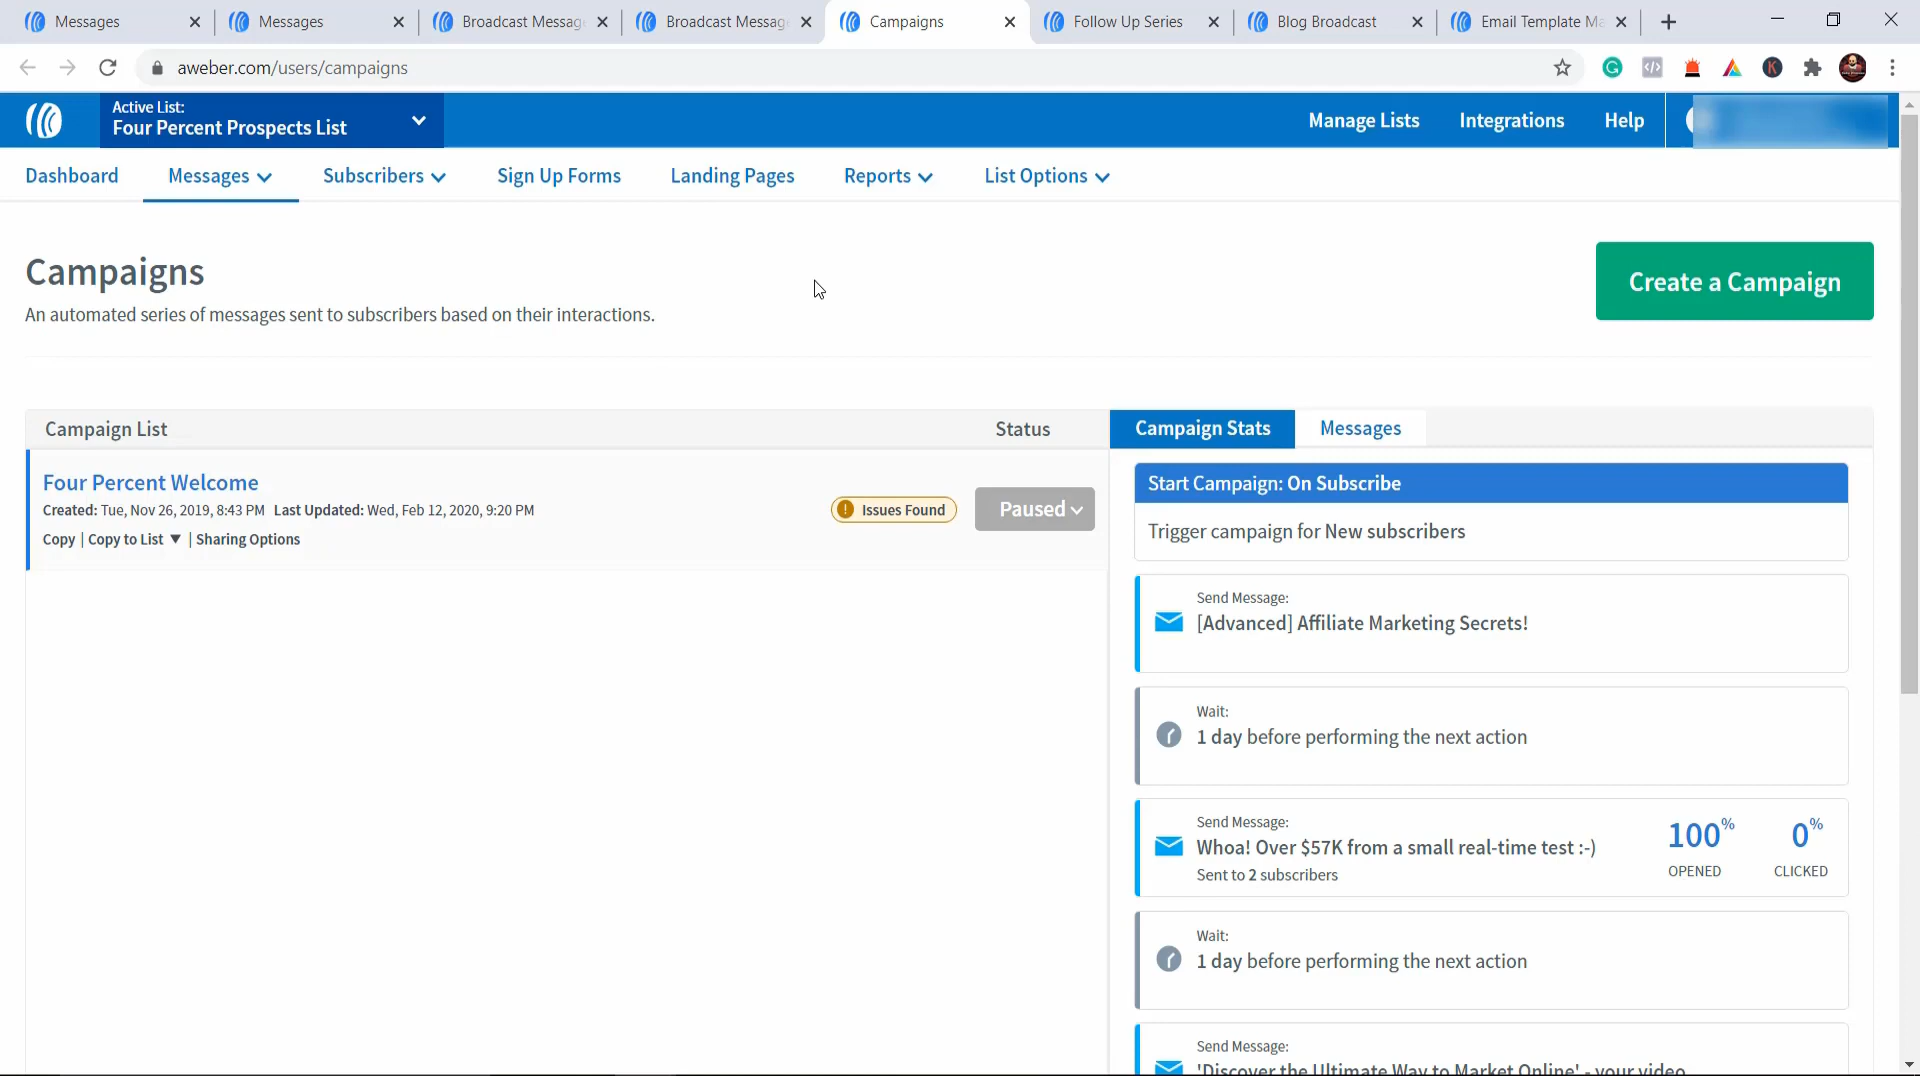 Messages
Messages
Broadcast Messag
Broadcast Messag
Campaigns
Follow Up Series
Blog Broadcast
Email Template Ma
aweber.com/users/campaigns
Active List:
Four Percent Prospects List
Manage Lists
Integrations
Help
Dashboard
Messages
Subscribers
Sign Up Forms
Landing Pages
Reports
List Options
Campaigns
An automated series of messages sent to subscribers based on their interactions.
Create a Campaign
Campaign List
Status
Four Percent Welcome
Created: Tue, Nov 26, 2019, 8:43 PM Last Updated: Wed, Feb 12, 2020, 9:20 PM
Copy | Copy to List ▼ | Sharing Options
Issues Found
Paused
Campaign Stats
Messages
Start Campaign: On Subscribe
Trigger campaign for New subscribers
Send Message:
[Advanced] Affiliate Marketing Secrets!
Wait:
1 day before performing the next action
Send Message:
Whoa! Over $57K from a small real-time test :-)
Sent to 2 subscribers
100%
OPENED
0%
CLICKED
Wait:
1 day before performing the next action
Send Message:
'Discover the Ultimate Way to Market Online' - your video